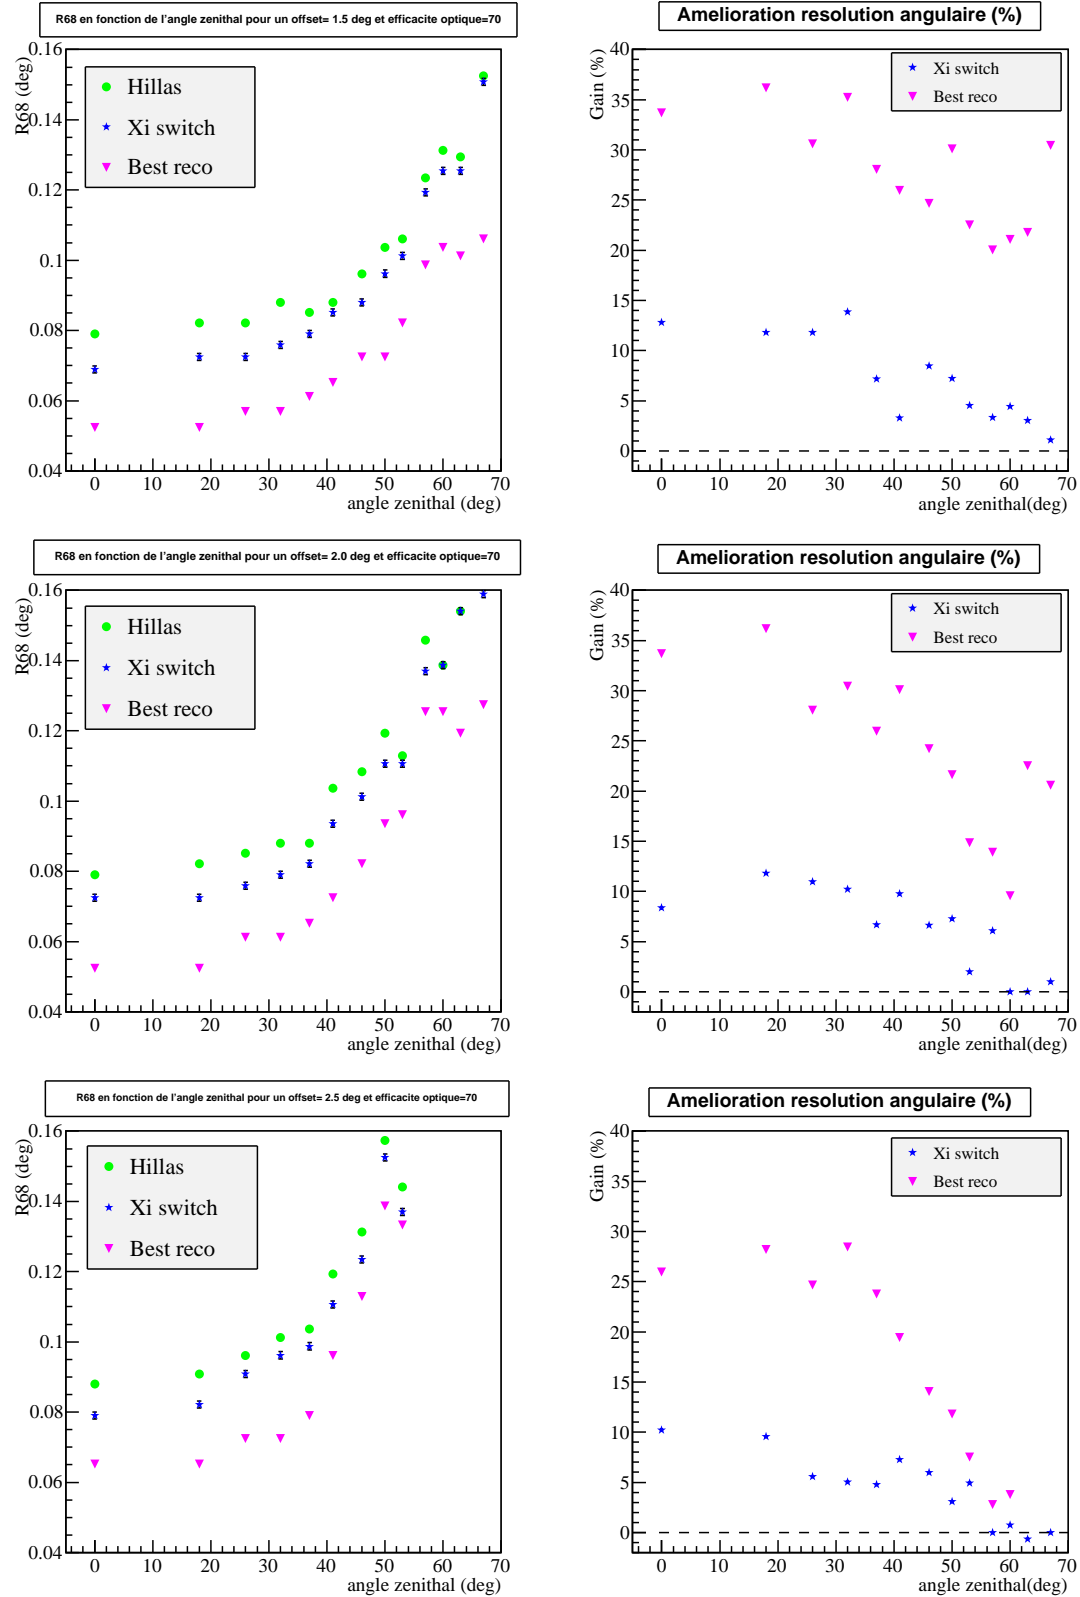 R68 en fonction de l'angle zenithal pour un offset= 1.5 deg et efficacite optique=70
R68 (deg)
0.16
0.14
0.12
0.1
0.08
0.06
0.04
Hillas
Xi switch
Best reco
0 10 20 30 40 50 60 70
angle zenithal (deg)
Amelioration resolution angulaire (%)
Gain (%)
40
35
30
25
20
15
10
5
0
Xi switch
Best reco
0 10 20 30 40 50 60 70
angle zenithal(deg)
R68 en fonction de l'angle zenithal pour un offset= 2.0 deg et efficacite optique=70
R68 (deg)
0.16
0.14
0.12
0.1
0.08
0.06
0.04
Hillas
Xi switch
Best reco
0 10 20 30 40 50 60 70
angle zenithal (deg)
Amelioration resolution angulaire (%)
Gain (%)
40
35
30
25
20
15
10
5
0
Xi switch
Best reco
0 10 20 30 40 50 60 70
angle zenithal(deg)
R68 en fonction de l'angle zenithal pour un offset= 2.5 deg et efficacite optique=70
R68 (deg)
0.16
0.14
0.12
0.1
0.08
0.06
0.04
Hillas
Xi switch
Best reco
0 10 20 30 40 50 60 70
angle zenithal (deg)
Amelioration resolution angulaire (%)
Gain (%)
40
35
30
25
20
15
10
5
0
Xi switch
Best reco
0 10 20 30 40 50 60 70
angle zenithal(deg)